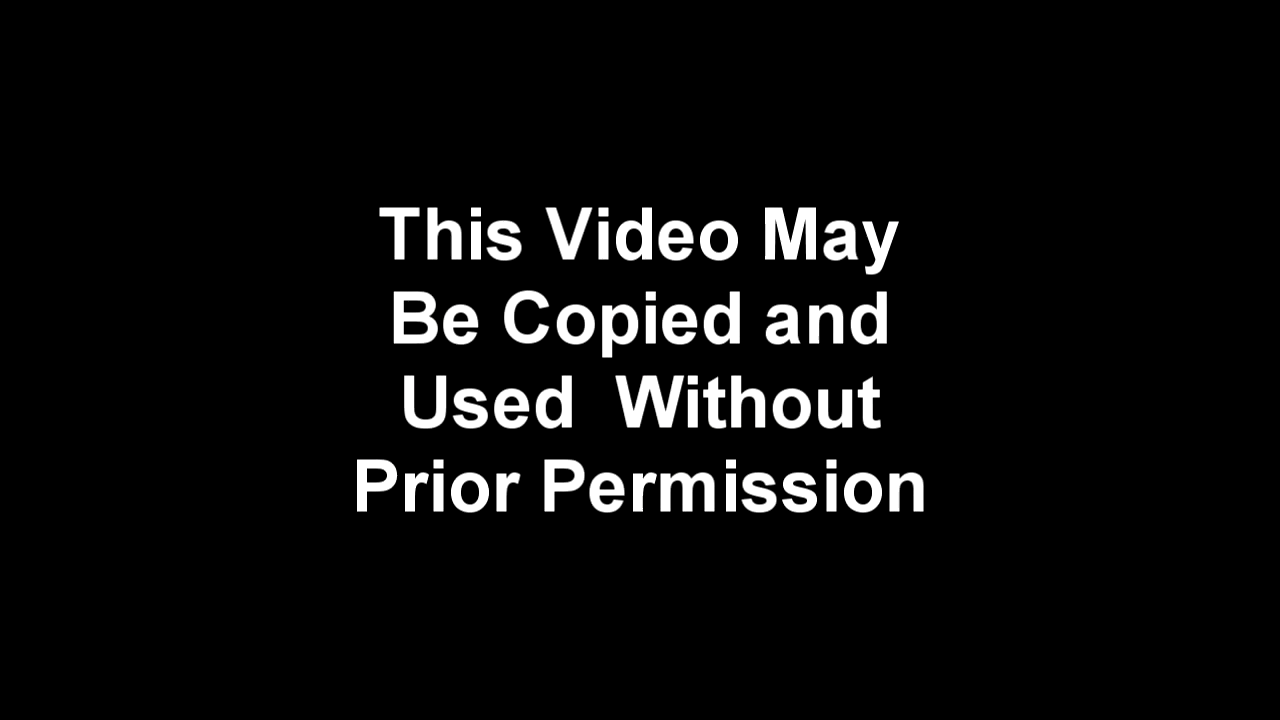 This Video May
Be Copied and
Used  Without
Prior Permission